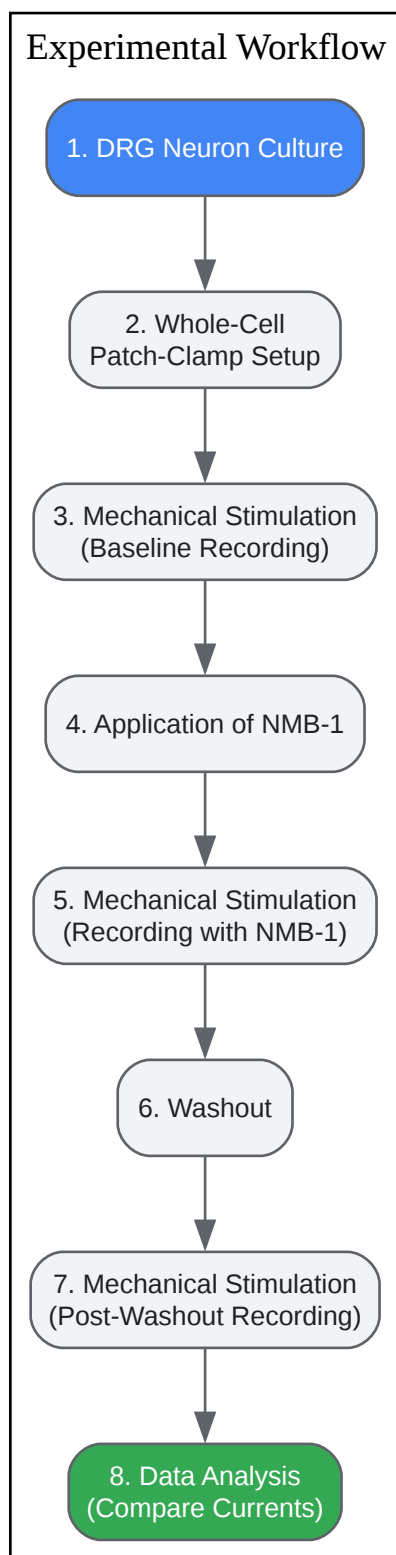 Experimental Workflow
1. DRG Neuron Culture
2. Whole-Cell
Patch-Clamp Setup
3. Mechanical Stimulation
(Baseline Recording)
4. Application of NMB-1
5. Mechanical Stimulation
(Recording with NMB-1)
6. Washout
7. Mechanical Stimulation
(Post-Washout Recording)
8. Data Analysis
(Compare Currents)